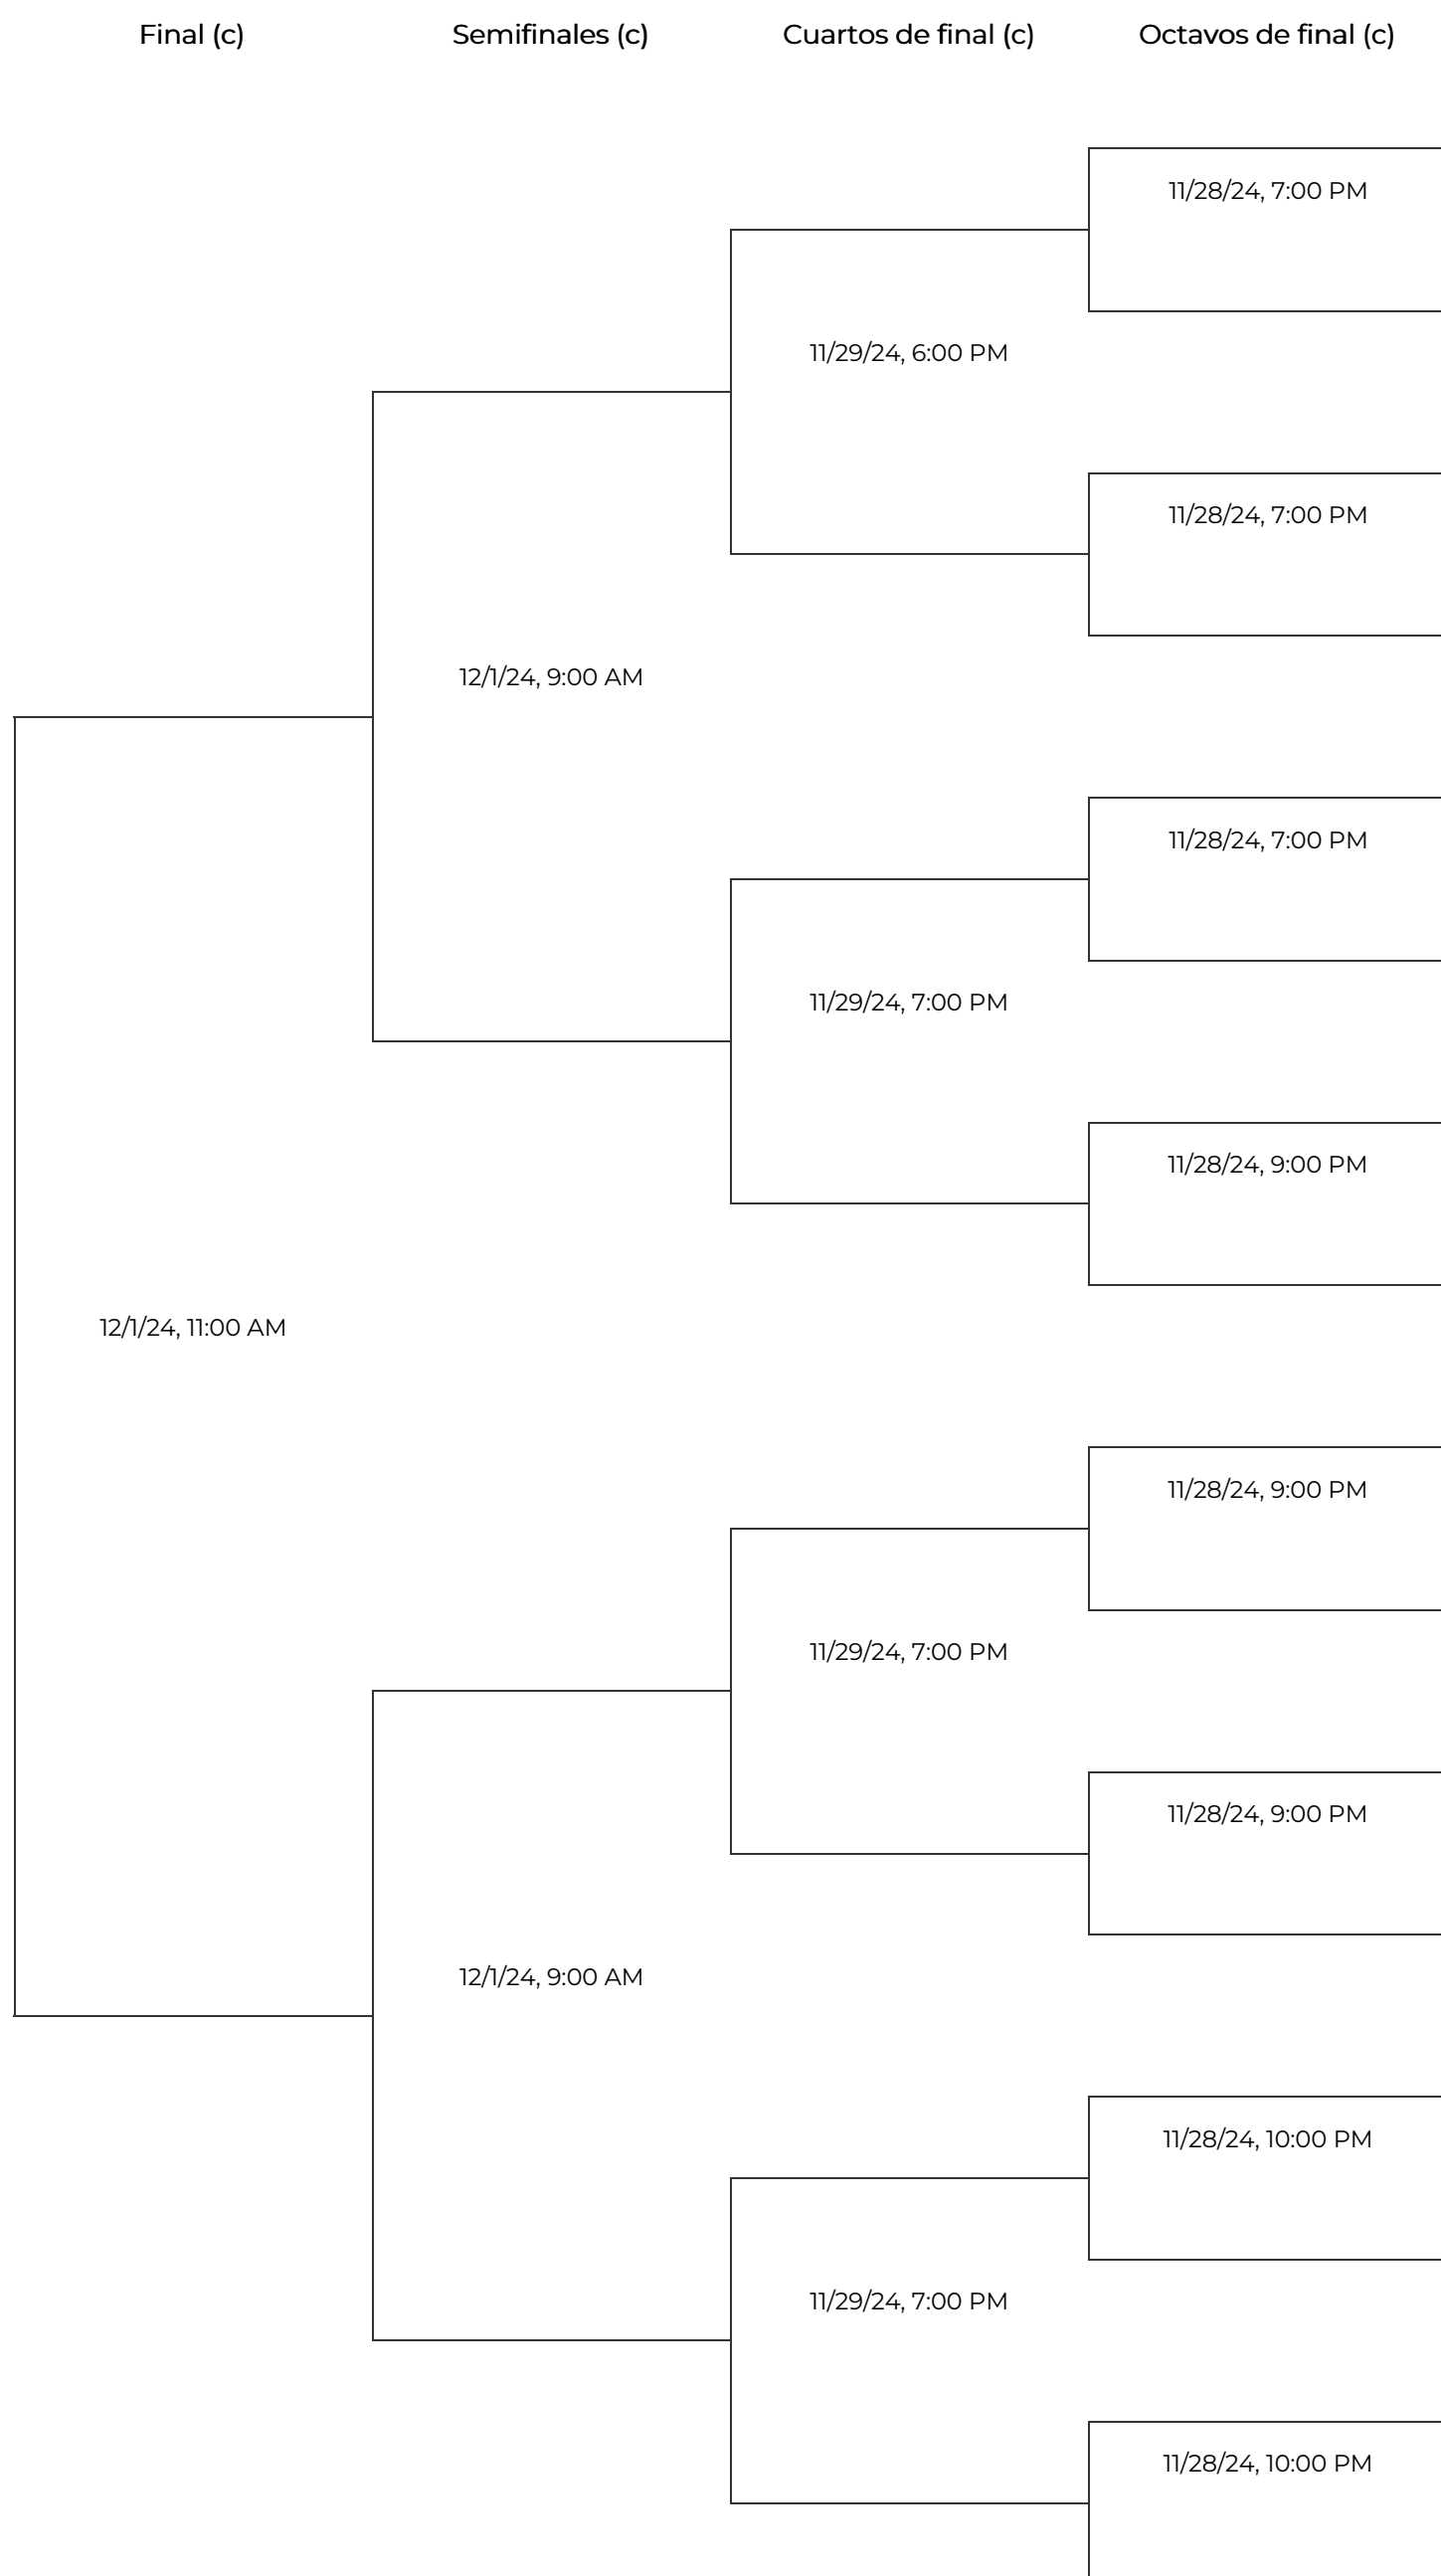 Final (c)
Semifinales (c)
Cuartos de final (c)
Octavos de final (c)
11/28/24, 7:00 PM
11/29/24, 6:00 PM
11/28/24, 7:00 PM
12/1/24, 9:00 AM
11/28/24, 7:00 PM
11/29/24, 7:00 PM
11/28/24, 9:00 PM
12/1/24, 11:00 AM
11/28/24, 9:00 PM
11/29/24, 7:00 PM
11/28/24, 9:00 PM
12/1/24, 9:00 AM
11/28/24, 10:00 PM
11/29/24, 7:00 PM
11/28/24, 10:00 PM